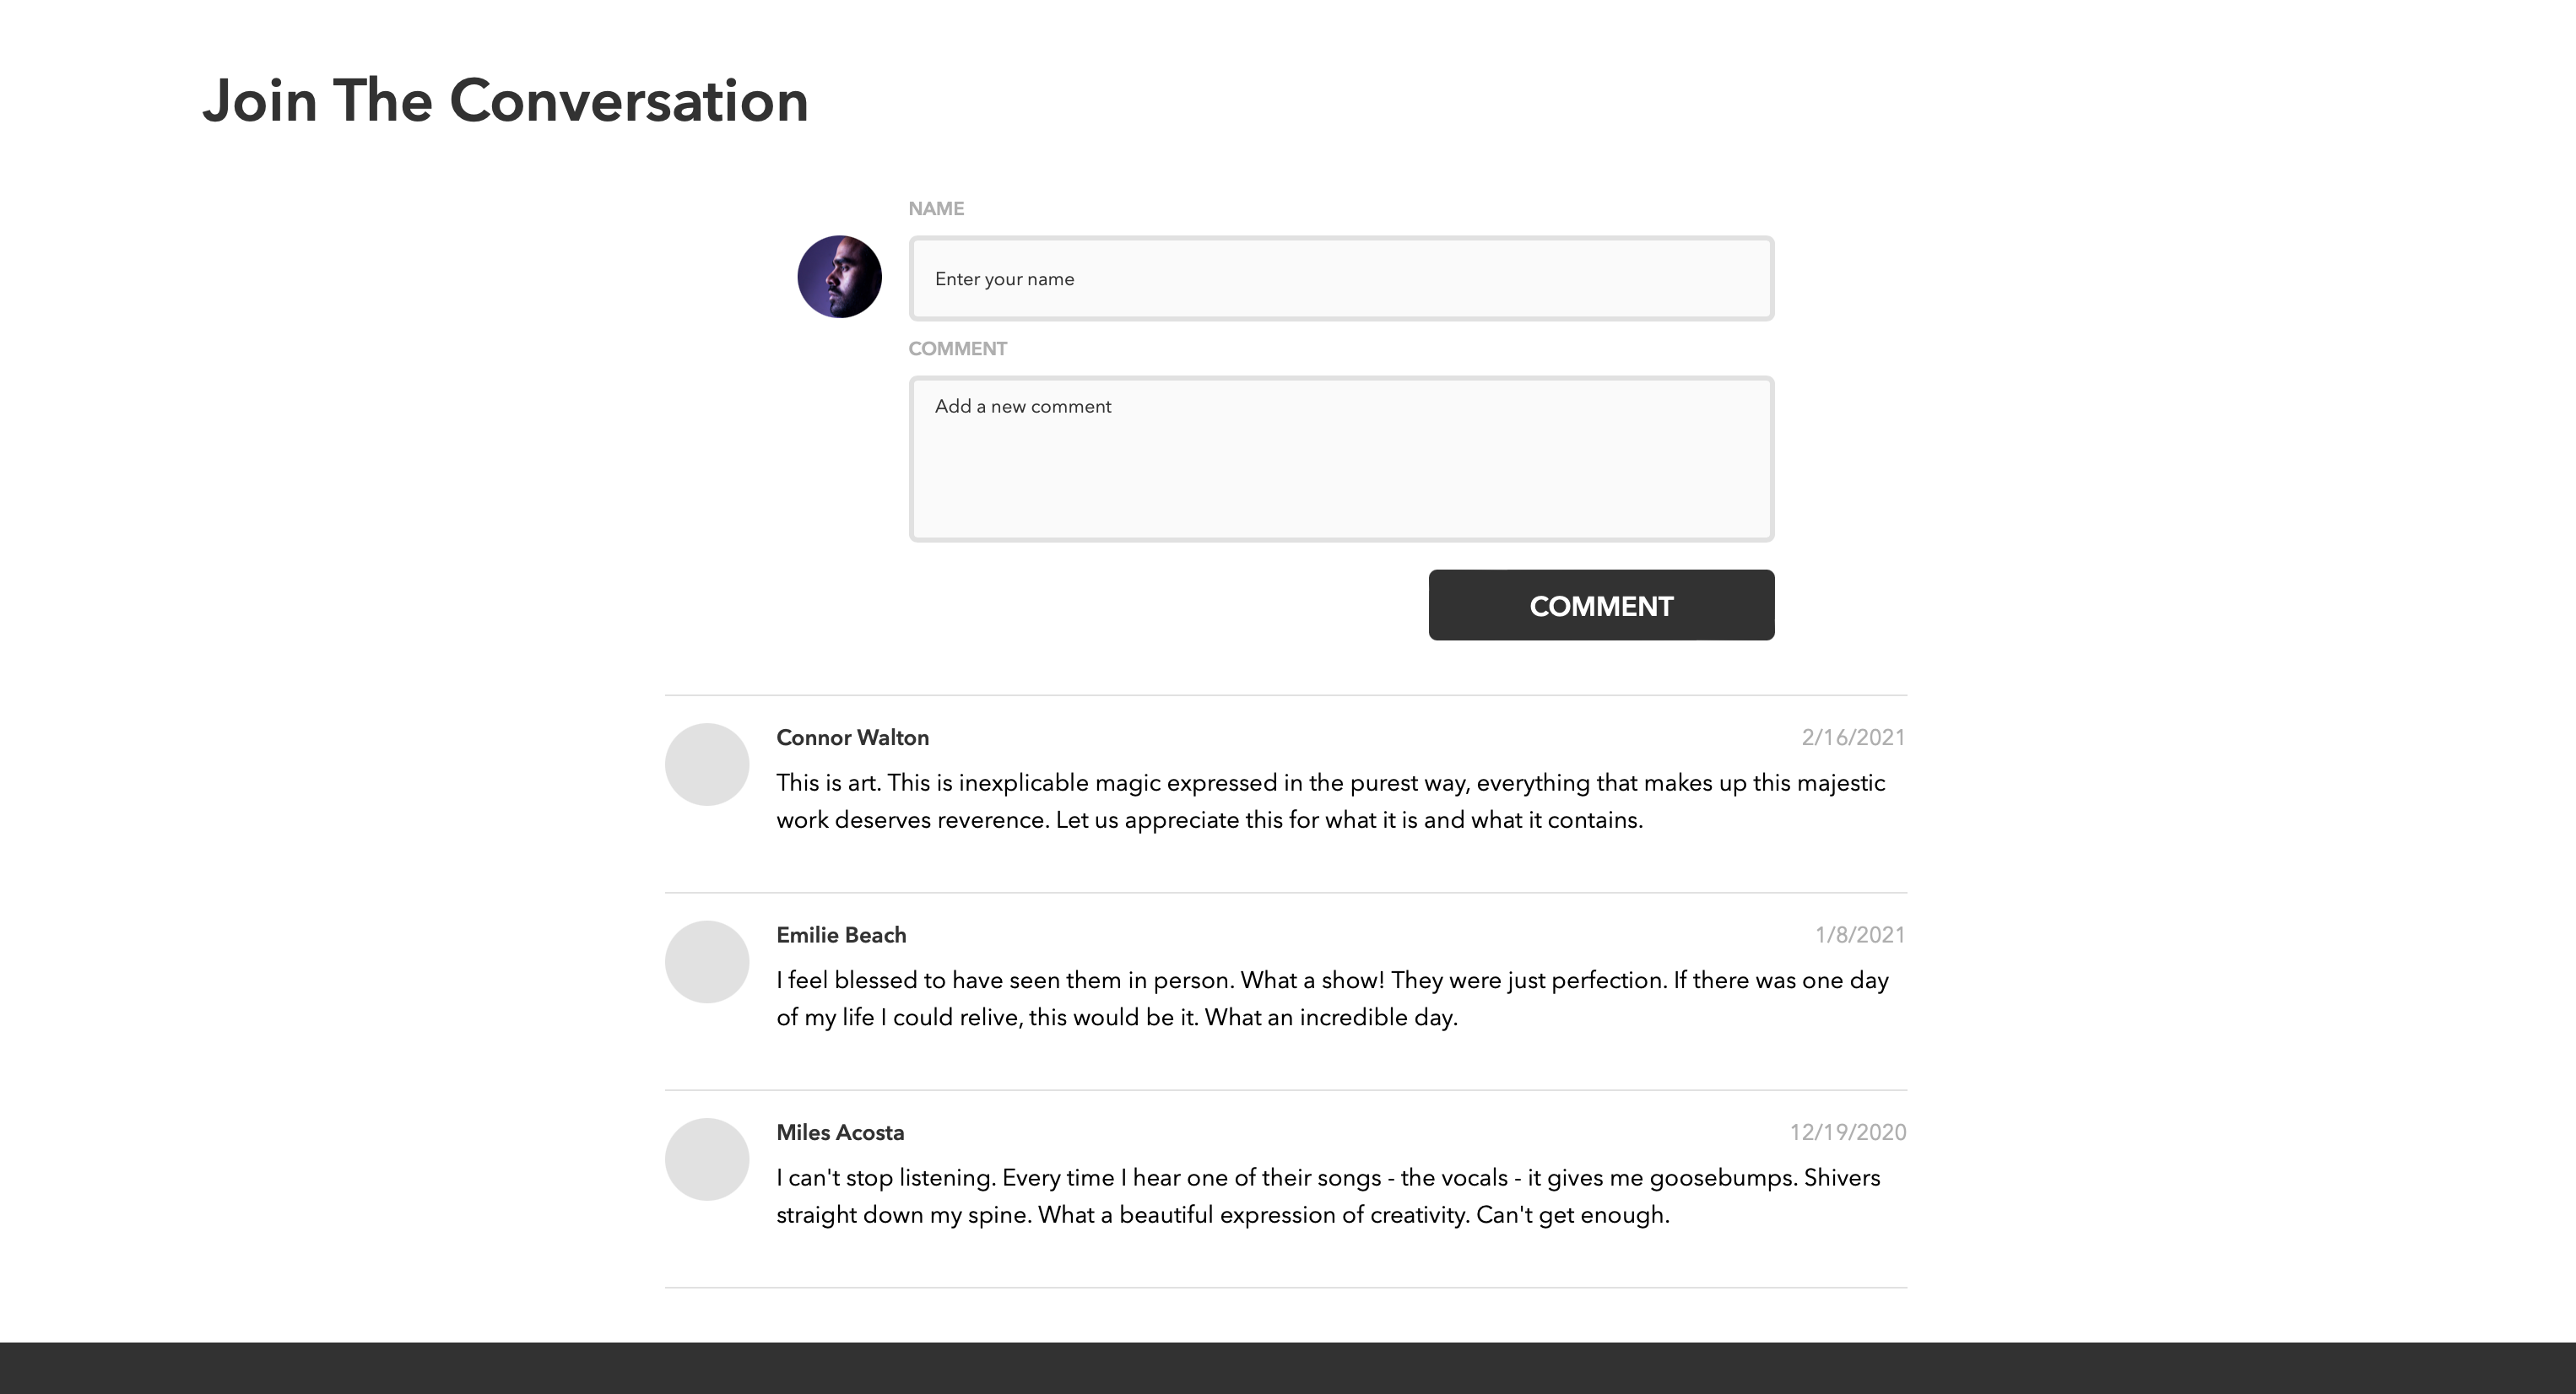 Join The Conversation
NAME
Enter your name
COMMENT
Add a new comment
COMMENT
Connor Walton
2/16/2021
This is art. This is inexplicable magic expressed in the purest way, everything that makes up this majestic
work deserves reverence. Let us appreciate this for what it is and what it contains.
Emilie Beach
1/8/2021
I feel blessed to have seen them in person. What a show! They were just perfection. If there was one day
of my life I could relive, this would be it. What an incredible day.
Miles Acosta
12/19/2020
I can't stop listening. Every time I hear one of their songs - the vocals - it gives me goosebumps. Shivers
straight down my spine. What a beautiful expression of creativity. Can't get enough.